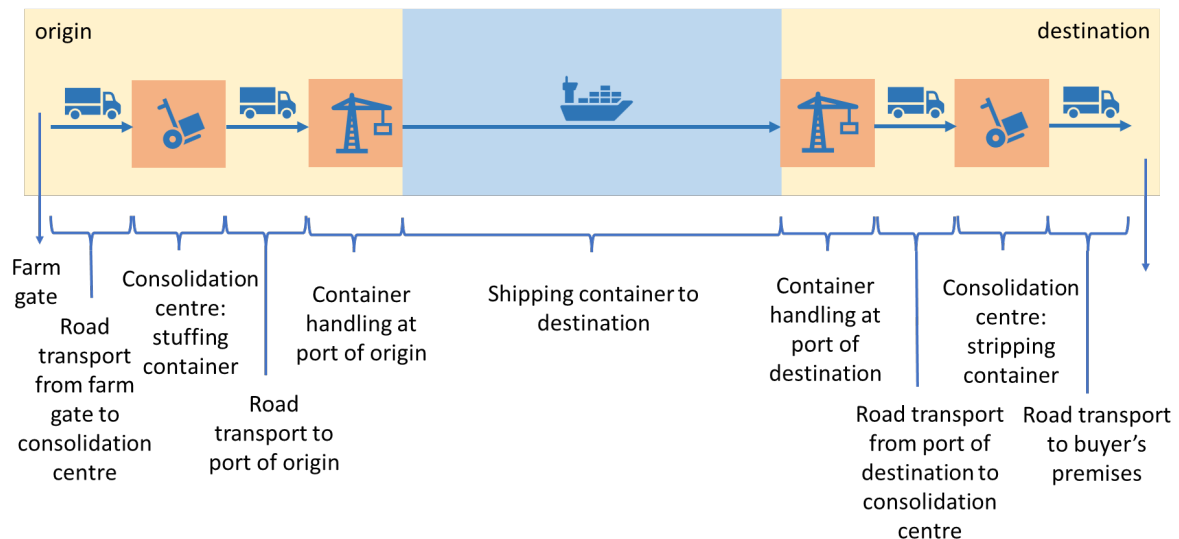 origin
destination
Farm
gate
Road
transport
from farm
gate to
consolidation
centre
Consolidation
centre:
stuffing
container
Road
transport to
port of origin
Container
handling at
port of origin
Shipping container to
destination
Container
handling at
port of
destination
Road transport
from port of
destination to
consolidation
centre
Consolidation
centre:
stripping
container
Road transport
to buyer’s
premises